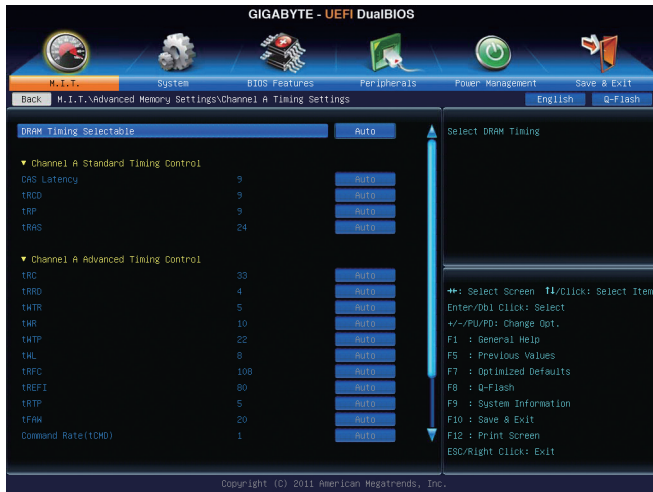 GIGABYTE - UEFI DualBIOS
M.I.T. System BIOS Features Peripherals Power Management Save & Exit
Back M.I.T.\Advanced Memory Settings\Channel A Timing Settings English Q-Flash
DRAM Timing Selectable Auto
▼ Channel A Standard Timing Control
CAS Latency 9 Auto
tRCD 9 Auto
tRP 9 Auto
tRAS 24 Auto
▼ Channel A Advanced Timing Control
tRC 33 Auto
tRRD 4 Auto
tWTR 5 Auto
tWR 10 Auto
tWTP 22 Auto
tWL 8 Auto
tRFC 108 Auto
tREFI 80 Auto
tRTP 5 Auto
tFAW 20 Auto
Command Rate(tCMD) 1 Auto
Select DRAM Timing
→←: Select Screen ↑↓/Click: Select Item
Enter/Dbl Click: Select
+/-/PU/PD: Change Opt.
F1 : General Help
F5 : Previous Values
F7 : Optimized Defaults
F8 : Q-Flash
F9 : System Information
F10 : Save & Exit
F12 : Print Screen
ESC/Right Click: Exit
Copyright (C) 2011 American Megatrends, Inc.